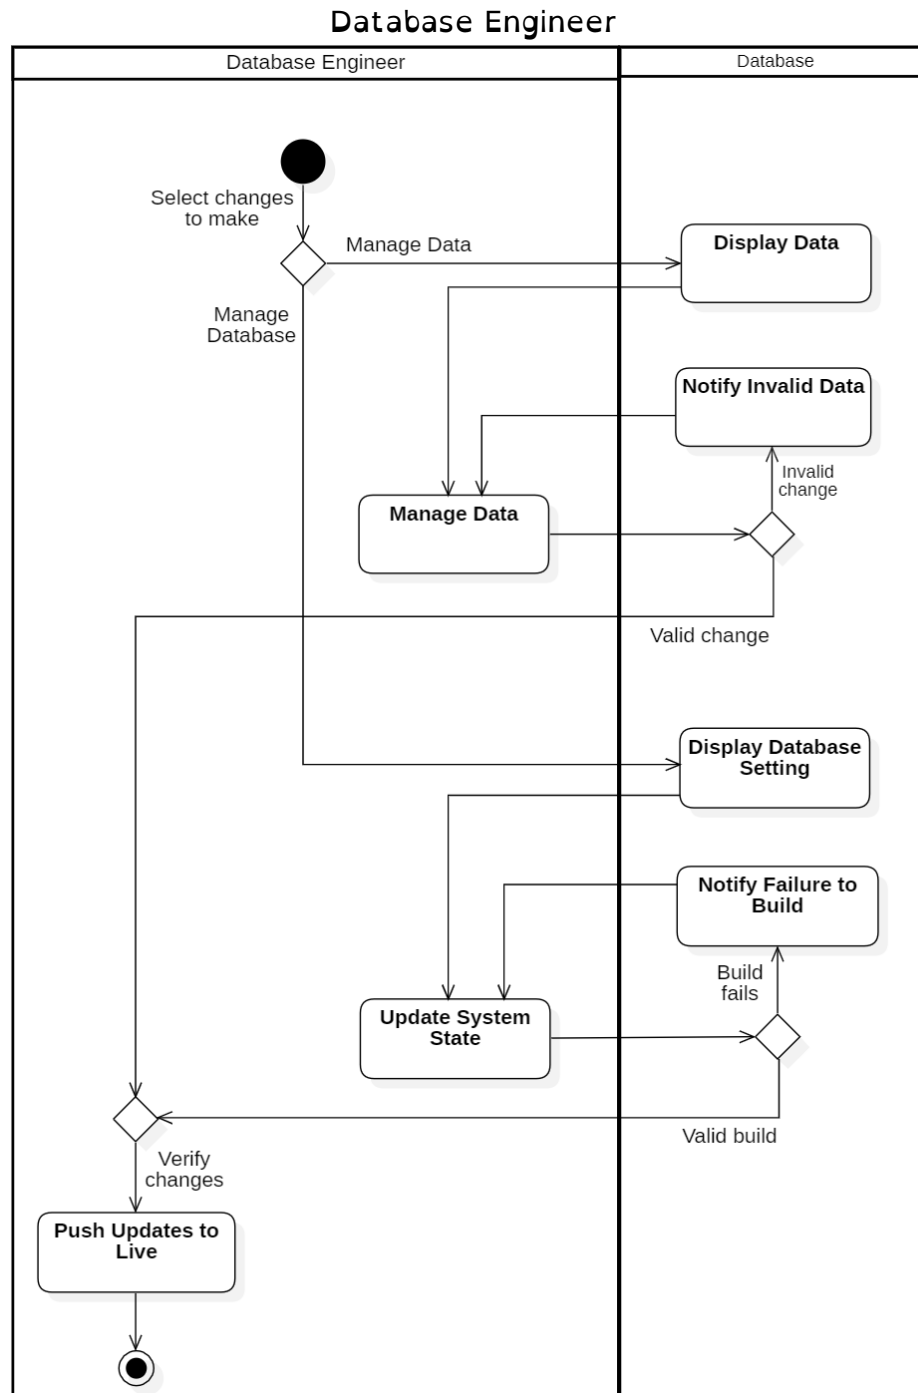 Database Engineer
Database Engineer
Database
Select changes
to make
Manage Data
Display Data
Manage
Database
Notify Invalid Data
Invalid
change
Manage Data
Valid change
Display Database
Setting
Notify Failure to
Build
Build
fails
Update System
State
Valid build
Verify
changes
Push Updates to
Live